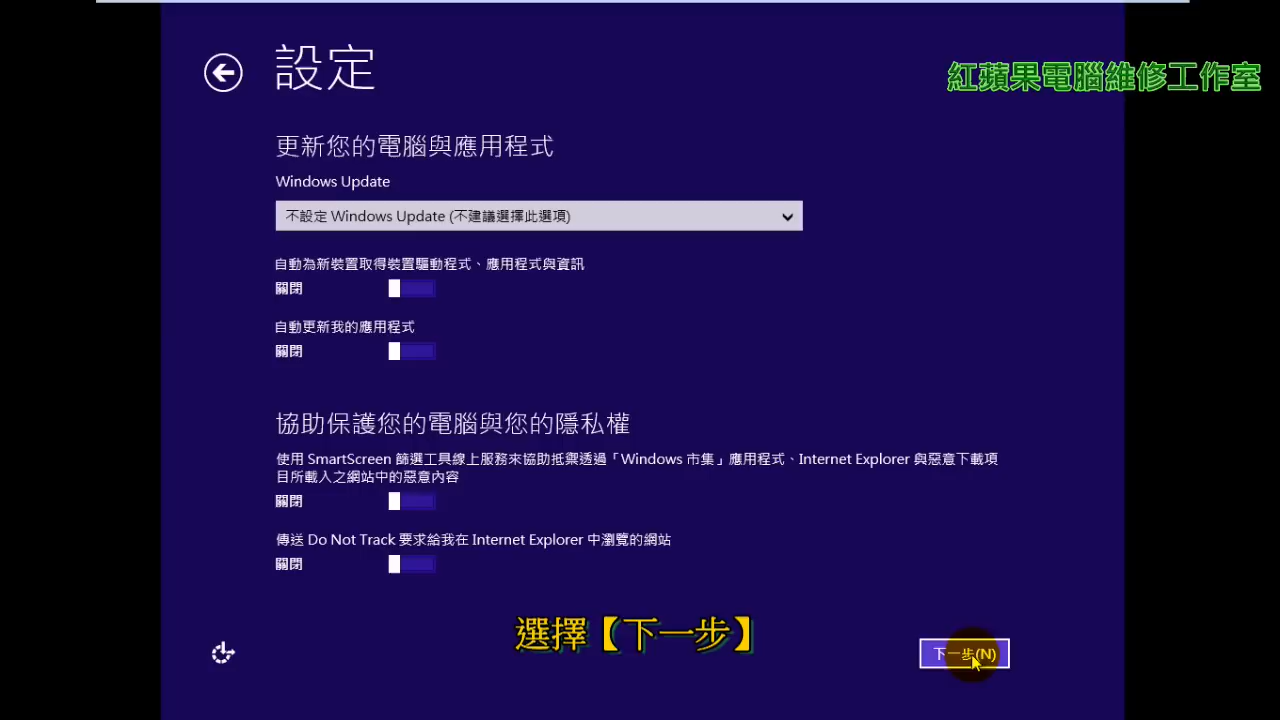 設定
紅蘋果電腦維修工作室
更新您的電腦與應用程式
Windows Update
不設定 Windows Update (不建議選擇此選項)
自動為新裝置取得裝置驅動程式、應用程式與資訊
關閉
自動更新我的應用程式
關閉
協助保護您的電腦與您的隱私權
使用 SmartScreen 篩選工具線上服務來協助抵禦透過「Windows 市集」應用程式、Internet Explorer 與惡意下載項
目所載入之網站中的惡意內容
關閉
傳送 Do Not Track 要求給我在 Internet Explorer 中瀏覽的網站
關閉
選擇【下一步】
下一步(N)